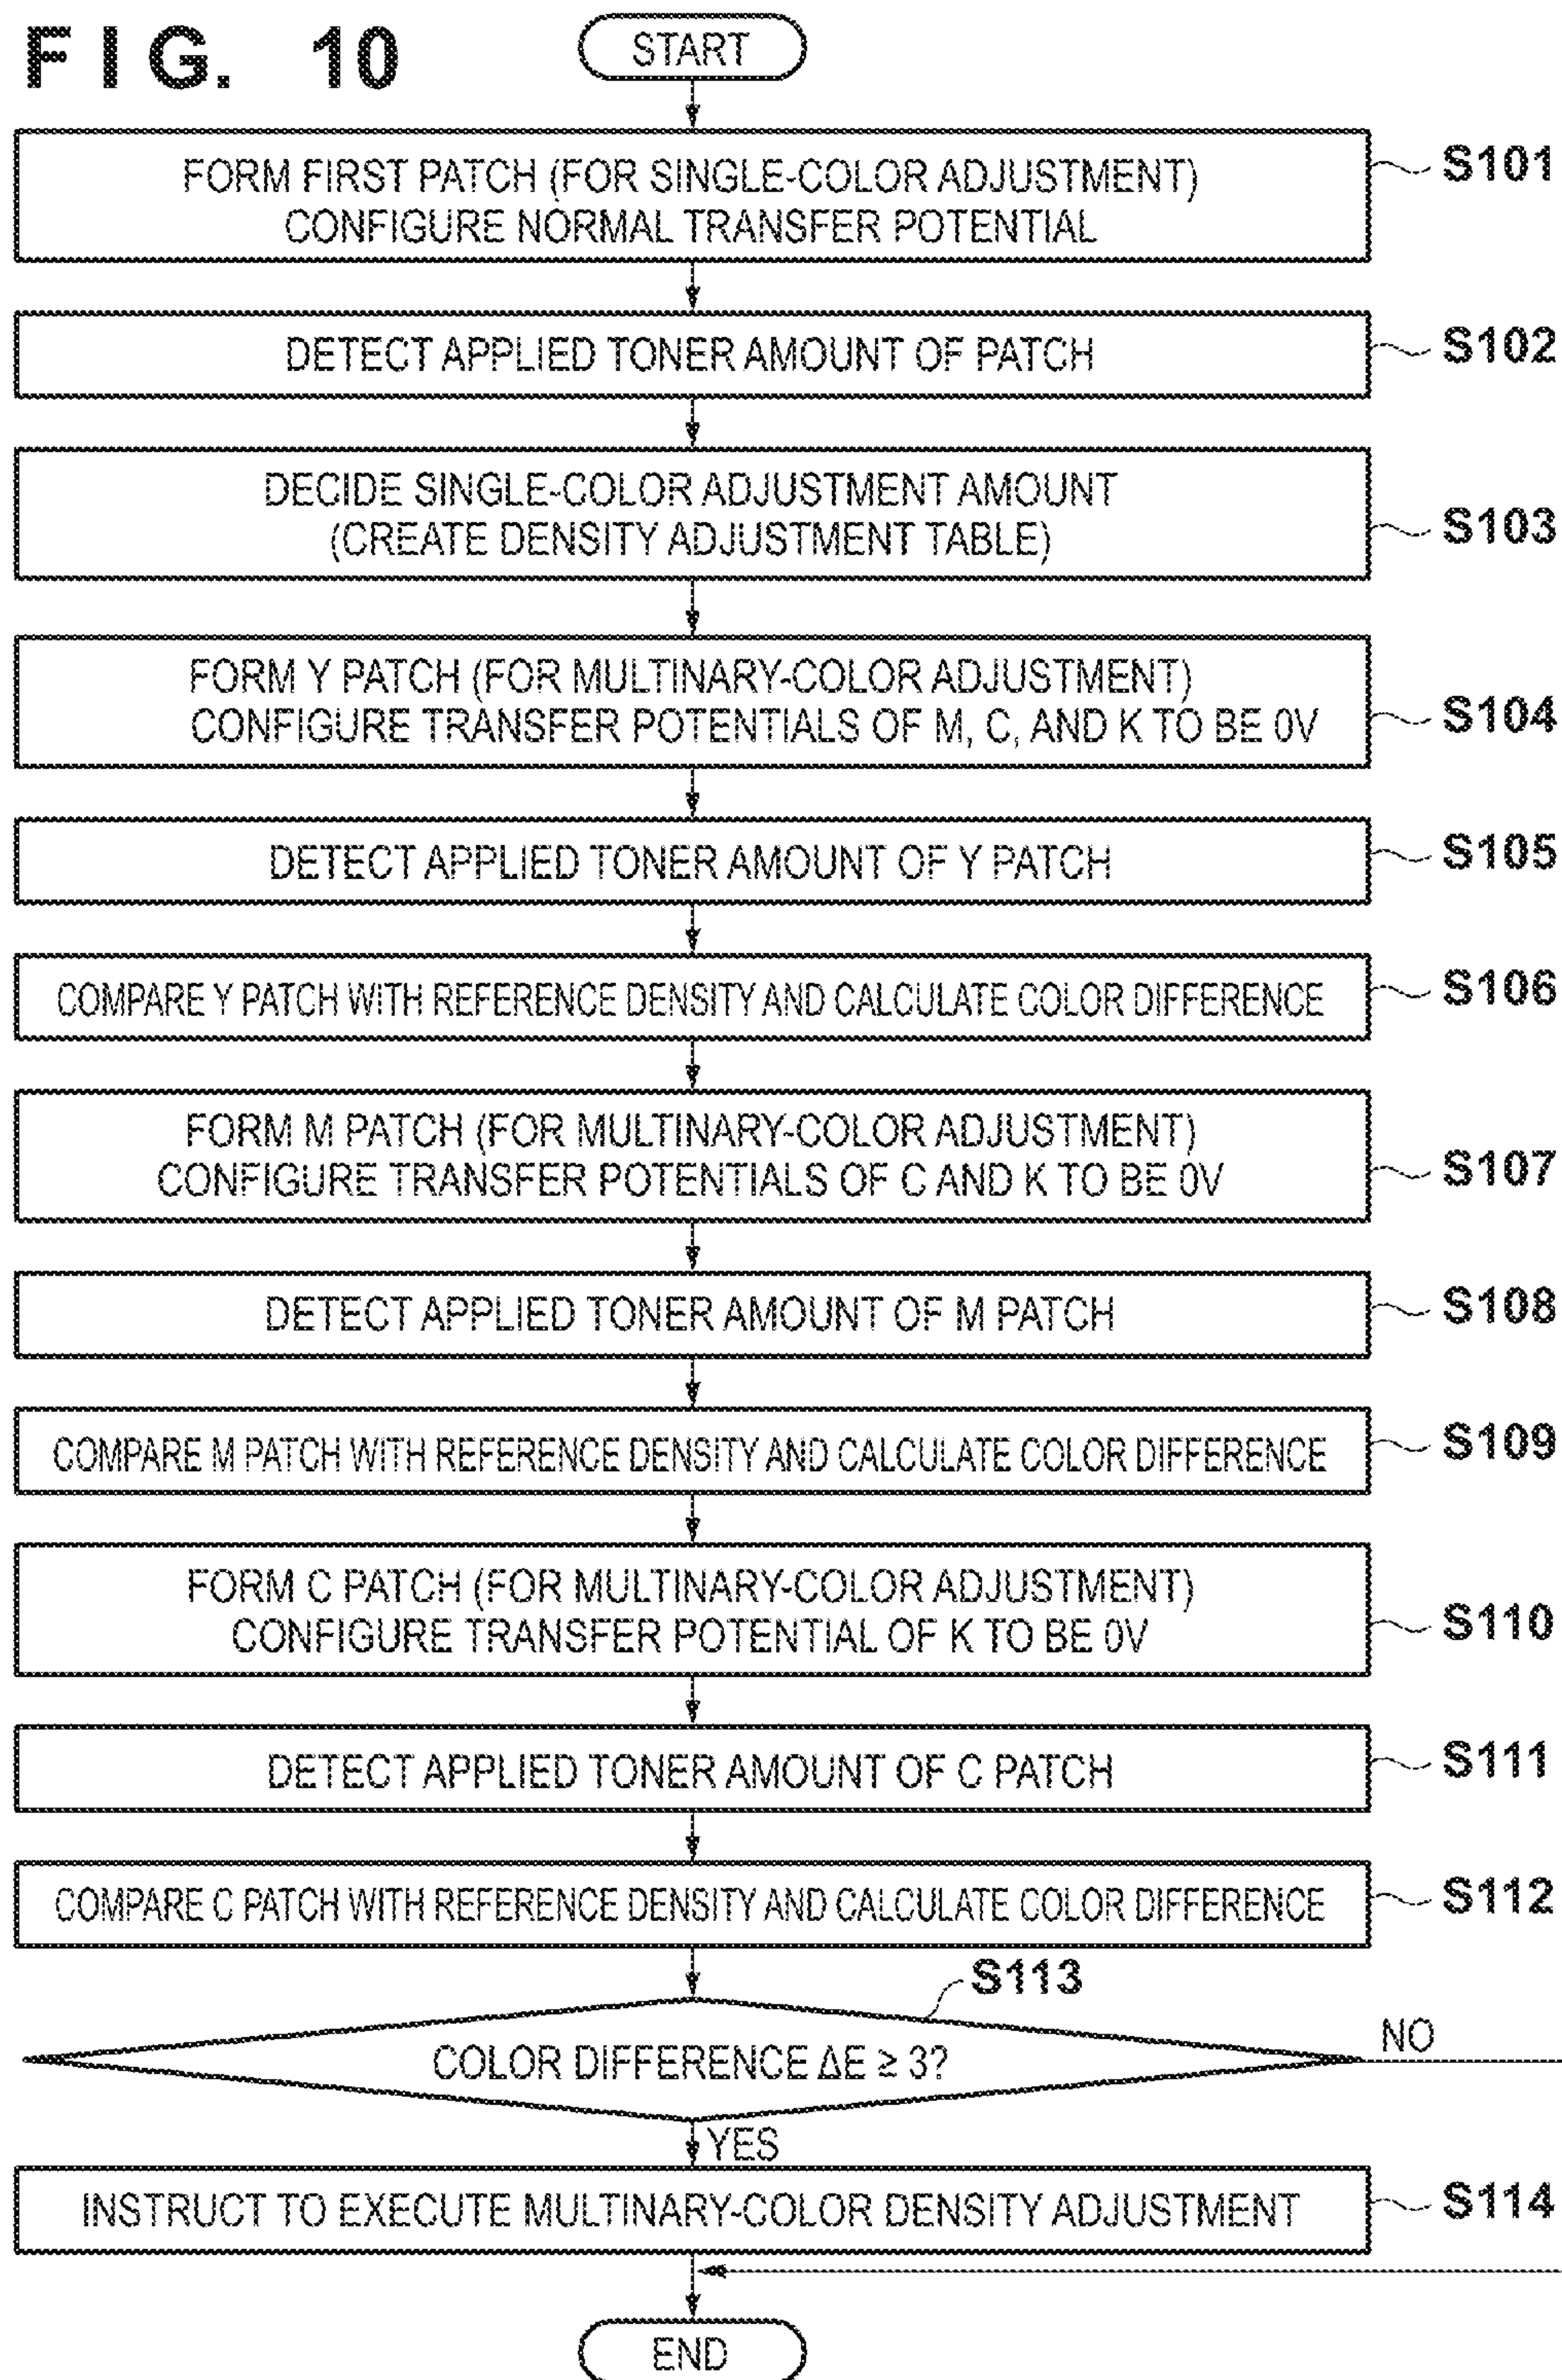 FIG. 10
START
FORM FIRST PATCH (FOR SINGLE-COLOR ADJUSTMENT)
CONFIGURE NORMAL TRANSFER POTENTIAL
S101
DETECT APPLIED TONER AMOUNT OF PATCH
S102
DECIDE SINGLE-COLOR ADJUSTMENT AMOUNT
(CREATE DENSITY ADJUSTMENT TABLE)
S103
FORM Y PATCH (FOR MULTINARY-COLOR ADJUSTMENT)
CONFIGURE TRANSFER POTENTIALS OF M, C, AND K TO BE 0V
S104
DETECT APPLIED TONER AMOUNT OF Y PATCH
S105
COMPARE Y PATCH WITH REFERENCE DENSITY AND CALCULATE COLOR DIFFERENCE
S106
FORM M PATCH (FOR MULTINARY-COLOR ADJUSTMENT)
CONFIGURE TRANSFER POTENTIALS OF C AND K TO BE 0V
S107
DETECT APPLIED TONER AMOUNT OF M PATCH
S108
COMPARE M PATCH WITH REFERENCE DENSITY AND CALCULATE COLOR DIFFERENCE
S109
FORM C PATCH (FOR MULTINARY-COLOR ADJUSTMENT)
CONFIGURE TRANSFER POTENTIAL OF K TO BE 0V
S110
DETECT APPLIED TONER AMOUNT OF C PATCH
S111
COMPARE C PATCH WITH REFERENCE DENSITY AND CALCULATE COLOR DIFFERENCE
S112
S113
COLOR DIFFERENCE ΔE ≥ 3?
NO
YES
INSTRUCT TO EXECUTE MULTINARY-COLOR DENSITY ADJUSTMENT
S114
END